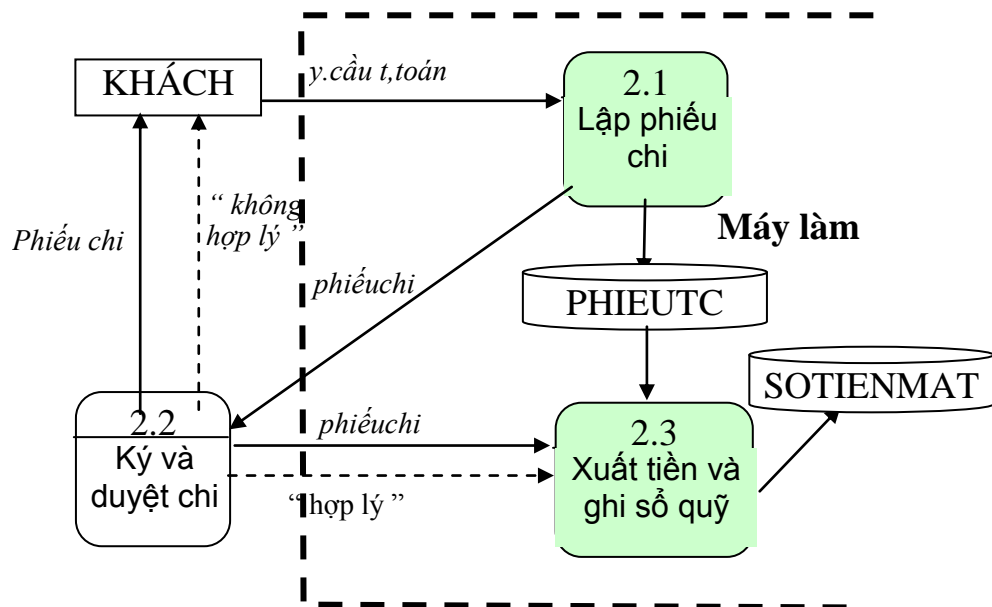 KHÁCH
y.cầu t,toán
2.1
Lập phiếu
chi
“ không
hợp lý ”
Phiếu chi
Máy làm
phiếuchi
PHIEUTC
SOTIENMAT
2.2
Ký và
duyệt chi
phiếuchi
2.3
Xuất tiền và
ghi sổ quỹ
“ hợp lý ”